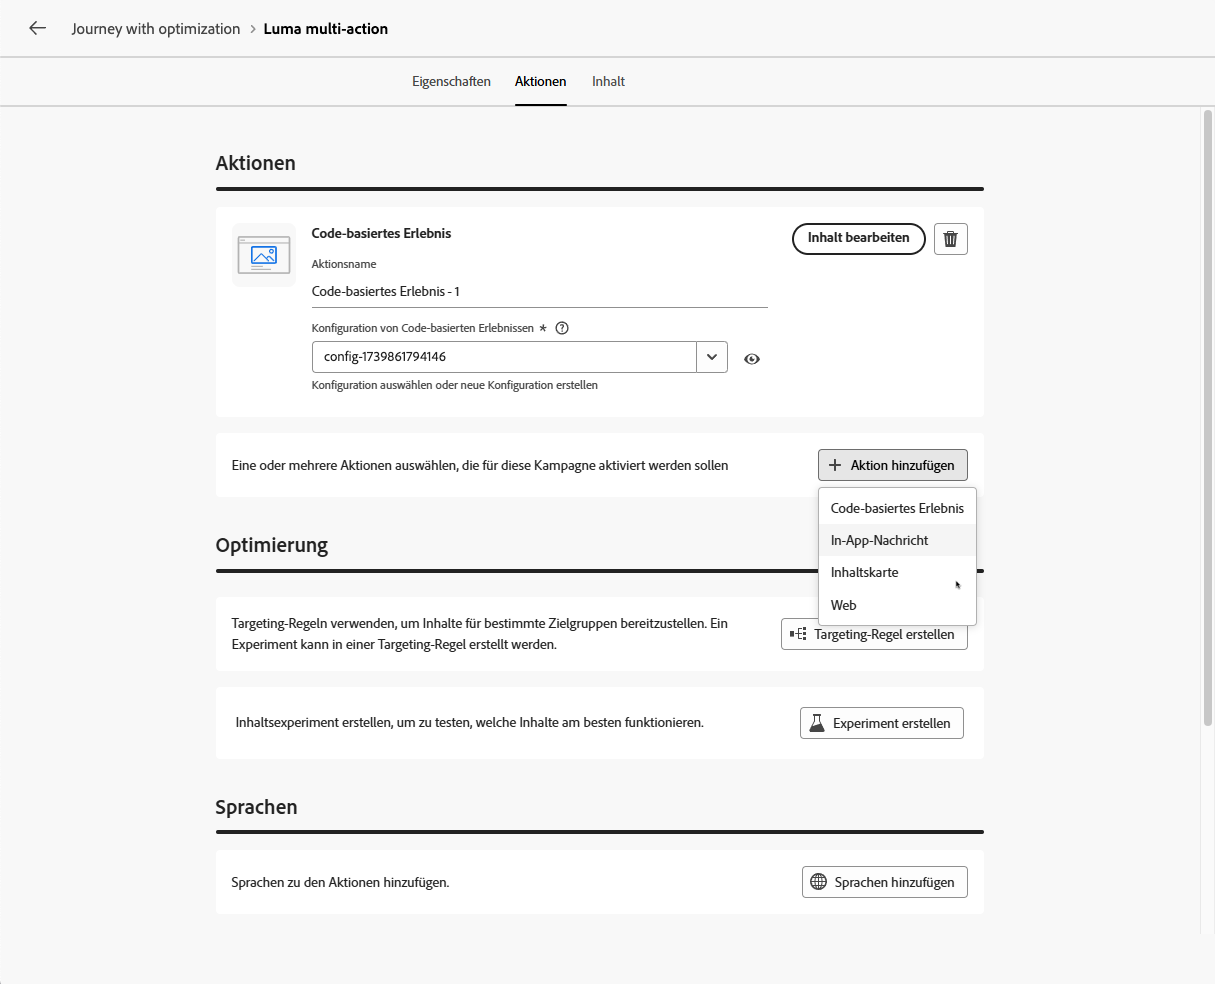 Journey with optimization > Luma multi-action
Eigenschaften Aktionen Inhalt
Aktionen
Code-basiertes Erlebnis
Inhalt bearbeiten
Aktionsname
Code-basiertes Erlebnis - 1
Konfiguration von Code-basierten Erlebnissen *
config-1739861794146
Konfiguration auswählen oder neue Konfiguration erstellen
Eine oder mehrere Aktionen auswählen, die für diese Kampagne aktiviert werden sollen
Aktion hinzufügen
Code-basiertes Erlebnis
In-App-Nachricht
Inhaltskarte
Web
Optimierung
Targeting-Regeln verwenden, um Inhalte für bestimmte Zielgruppen bereitzustellen. Ein
Experiment kann in einer Targeting-Regel erstellt werden.
Targeting-Regel erstellen
Inhaltsexperiment erstellen, um zu testen, welche Inhalte am besten funktionieren.
Experiment erstellen
Sprachen
Sprachen zu den Aktionen hinzufügen.
Sprachen hinzufügen